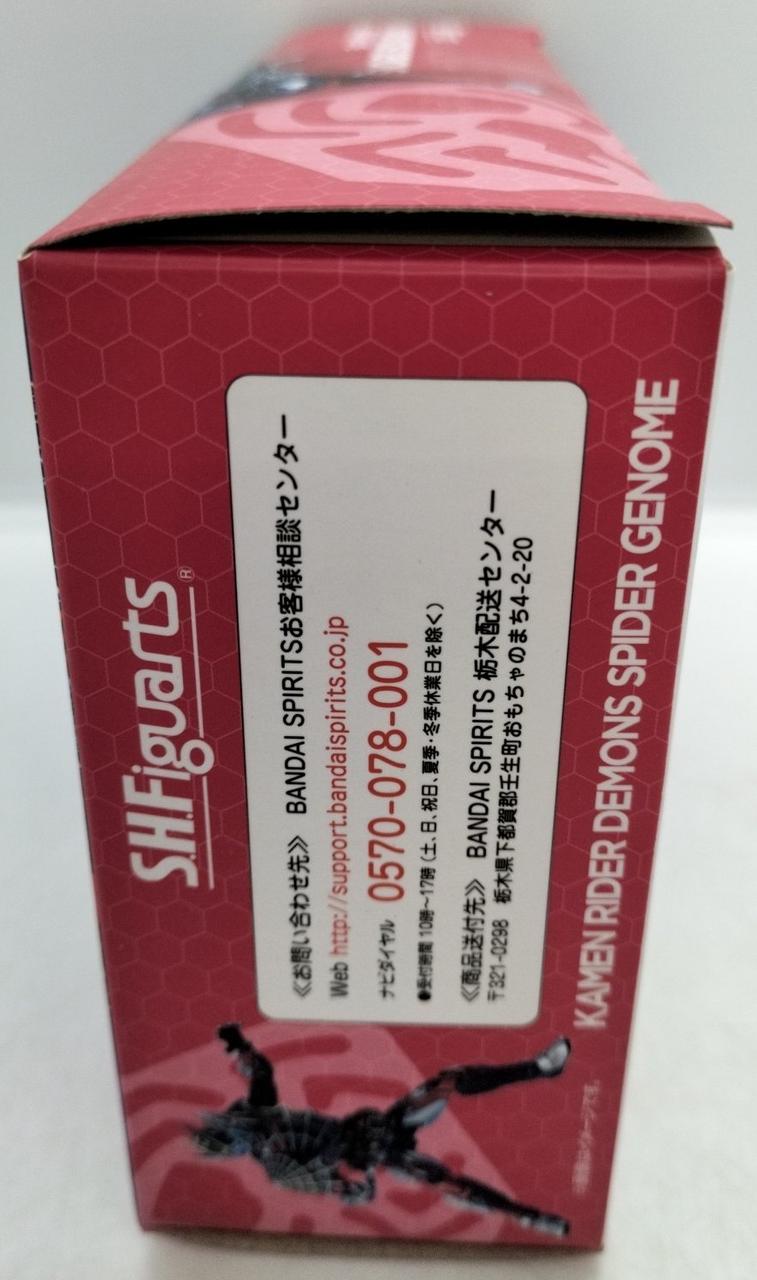 S.H.Figuarts®
≪お問い合わせ先≫ BANDAI SPIRITSお客様相談センター
Web http://support.bandaispirits.co.jp
ナビダイヤル 0570-078-001
●受付時間 10時～17時（土、日、祝日、夏季・冬季休業日を除く）
≪商品送付先≫ BANDAI SPIRITS 栃木配送センター
〒321-0298 栃木県下都賀郡壬生町おもちゃのまち4-2-20
KAMEN RIDER DEMONS SPIDER GENOME